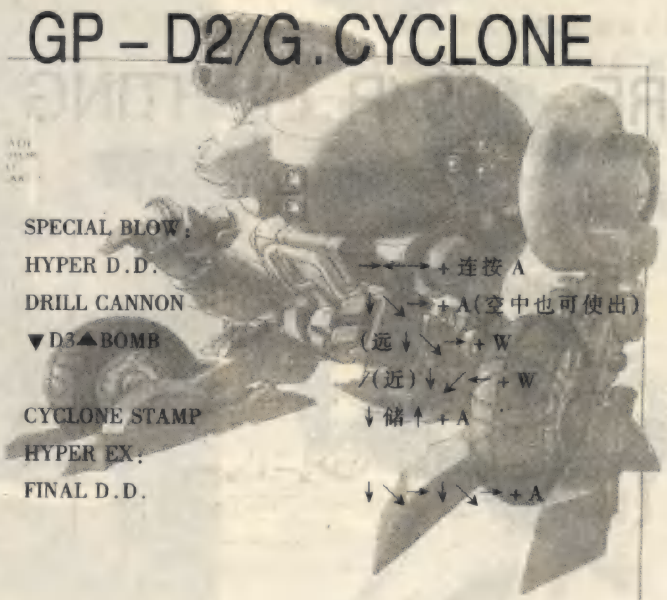 GP – D2/G.CYCLONE
SPECIAL BLOW:
HYPER D.D. →←→ + 连按 A
DRILL CANNON ↓↘→ + A(空中也可使出)
▼D3▲BOMB (远↓↘→ + W
/(近)↓↙← + W
CYCLONE STAMP ↓储↑ + A
HYPER EX:
FINAL D.D. ↓↘→↓↘→ + A